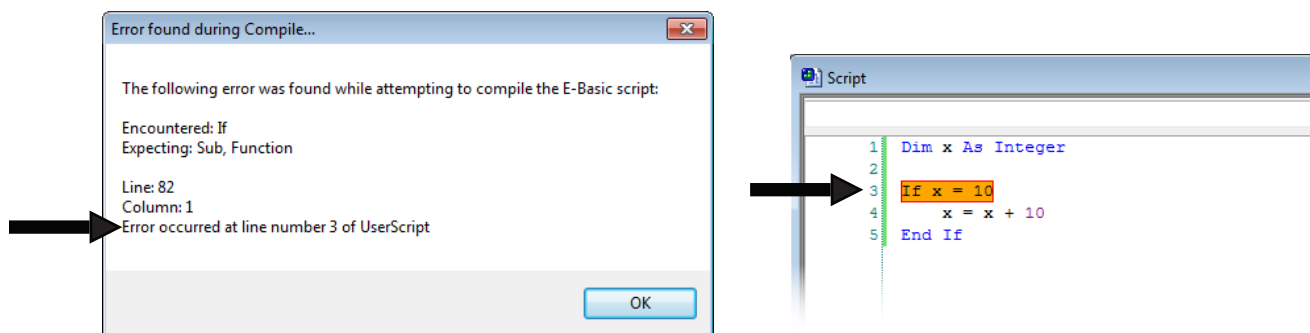 Error found during Compile...
The following error was found while attempting to compile the E-Basic script:
Encountered: If
Expecting: Sub, Function
Line: 82
Column: 1
Error occurred at line number 3 of UserScript
OK
Script
1 Dim x As Integer
2
3 If x = 10
4 x = x + 10
5 End If